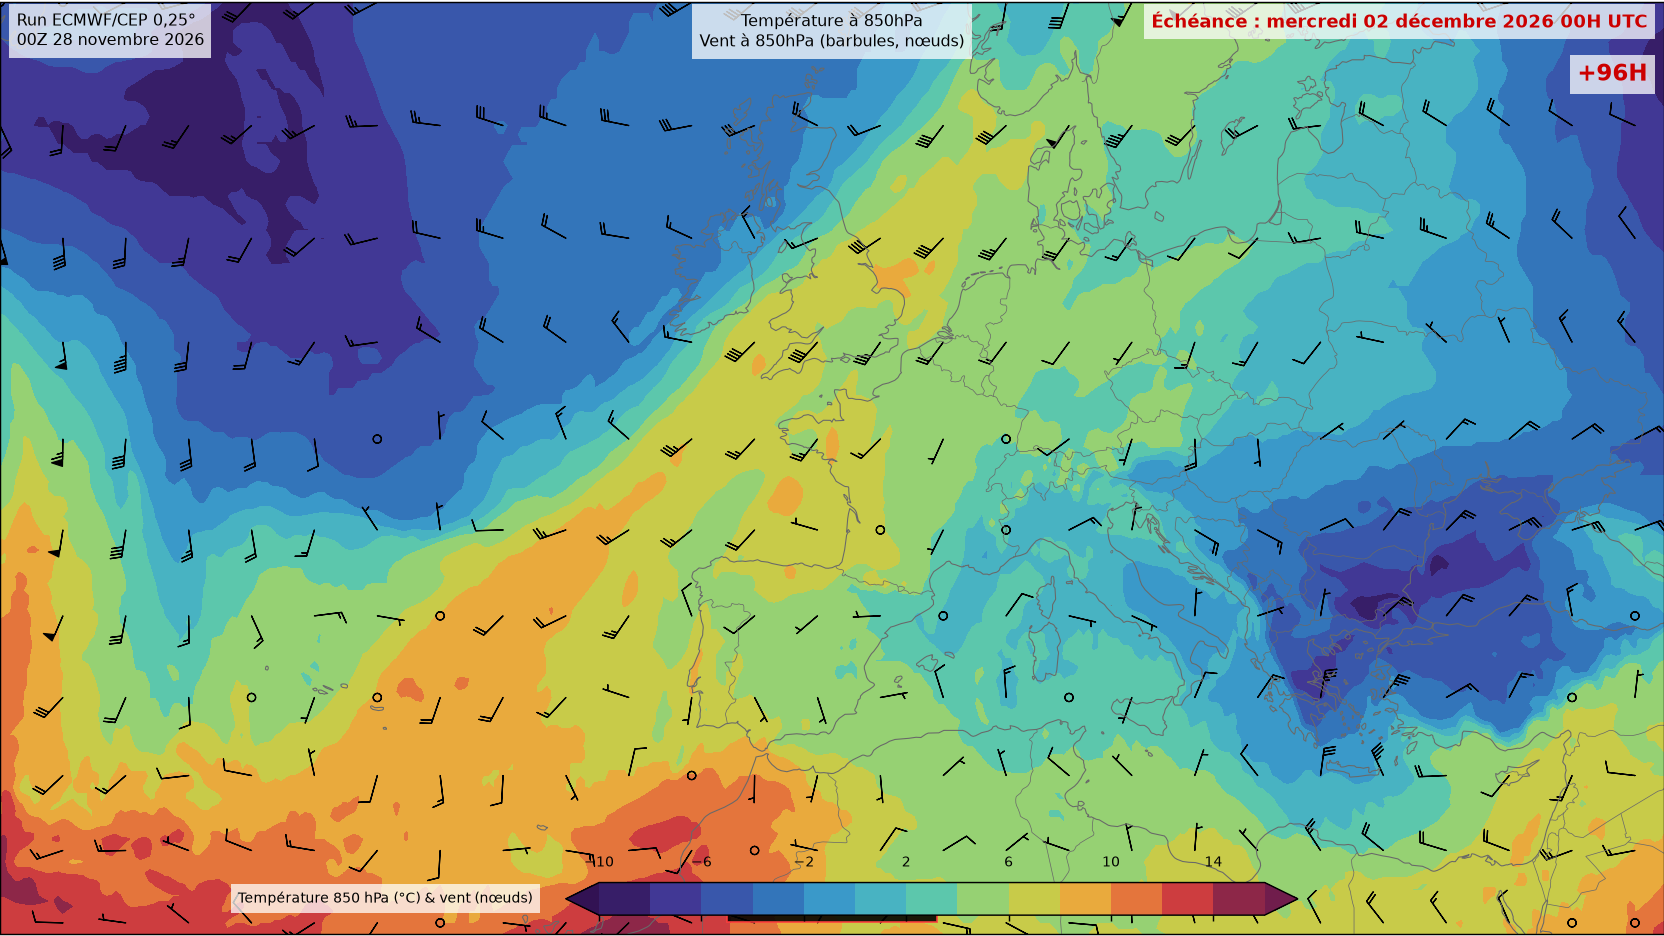 Run ECMWF/CEP 0,25°
00Z 28 novembre 2026
Température à 850hPa
Vent à 850hPa (barbules, nœuds)
Échéance : mercredi 02 décembre 2026 00H UTC
+96H
Température 850 hPa (°C) & vent (nœuds)
−10 −6 −2 2 6 10 14